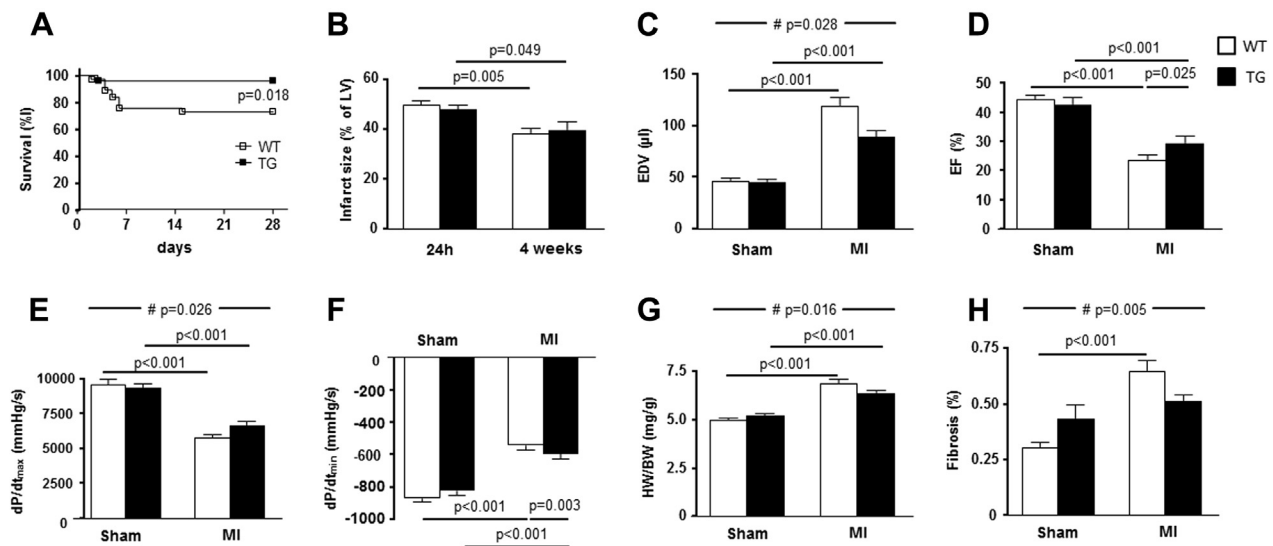 A
Survival (%l)
100
80
60
40
20
0
0
7
14
21
28
days
p=0.018
WT
TG
B
p=0.049
p=0.005
Infarct size (% of LV)
60
40
20
0
24h
4 weeks
C
# p=0.028
p<0.001
p<0.001
EDV (µl)
150
100
50
0
Sham
MI
D
WT
TG
p<0.001
p<0.001
p=0.025
EF (%)
50
40
30
20
10
0
Sham
MI
E
# p=0.026
p<0.001
p<0.001
dP/dtmax (mmHg/s)
10000
7500
5000
2500
0
Sham
MI
F
Sham
MI
dP/dtmin (mmHg/s)
0
-200
-400
-600
-800
-1000
p<0.001
p=0.003
p<0.001
G
# p=0.016
p<0.001
p<0.001
HW/BW (mg/g)
7.5
5.0
2.5
0
Sham
MI
H
# p=0.005
p<0.001
Fibrosis (%)
0.75
0.50
0.25
0
Sham
MI